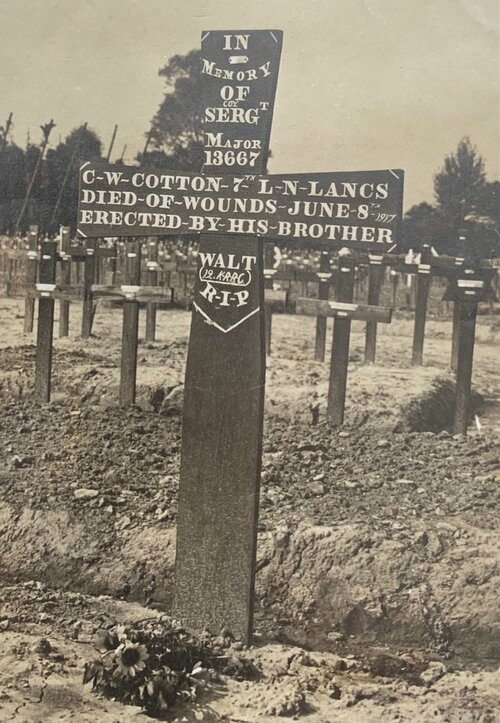 IN
MEMORY
OF
COY
SERGT
MAJOR
13667
C-W-COTTON-7TH L-N-LANCS
DIED-OF-WOUNDS-JUNE-8TH 1917
ERECTED-BY-HIS-BROTHER
WALT
12.KRRC
R-I-P